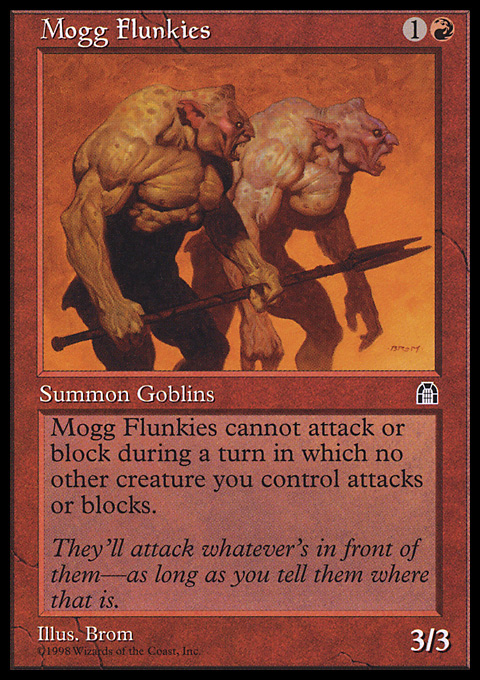 Mogg Flunkies 1
BROM
Summon Goblins
Mogg Flunkies cannot attack or
block during a turn in which no
other creature you control attacks
or blocks.
They'll attack whatever's in front of
them—as long as you tell them where
that is.
Illus. Brom
©1998 Wizards of the Coast, Inc.
3/3